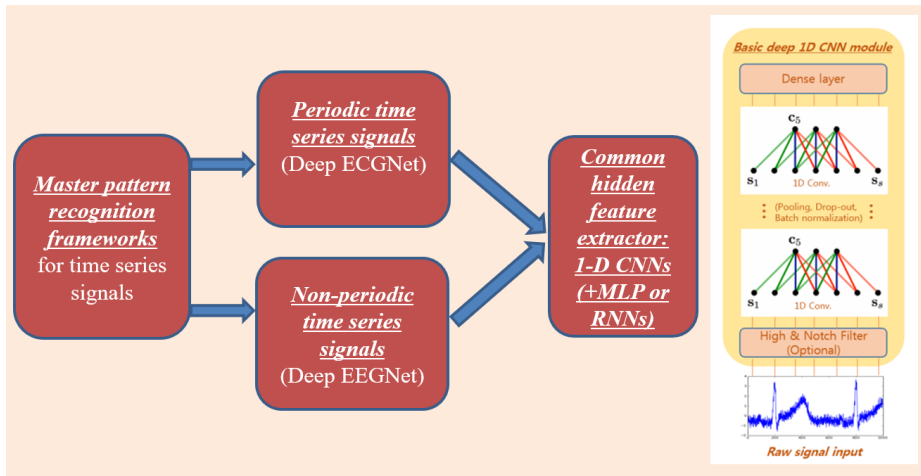 Master pattern
recognition
frameworks
for time series
signals
Periodic time
series signals
(Deep ECGNet)
Non-periodic
time series
signals
(Deep EEGNet)
Common
hidden
feature
extractor:
1-D CNNs
(+MLP or
RNNs)
Basic deep 1D CNN module
Dense layer
c5
s1 1D Conv. ss
(Pooling, Drop-out,
Batch normalization)
c5
s1 1D Conv. ss
High & Notch Filter
(Optional)
Raw signal input